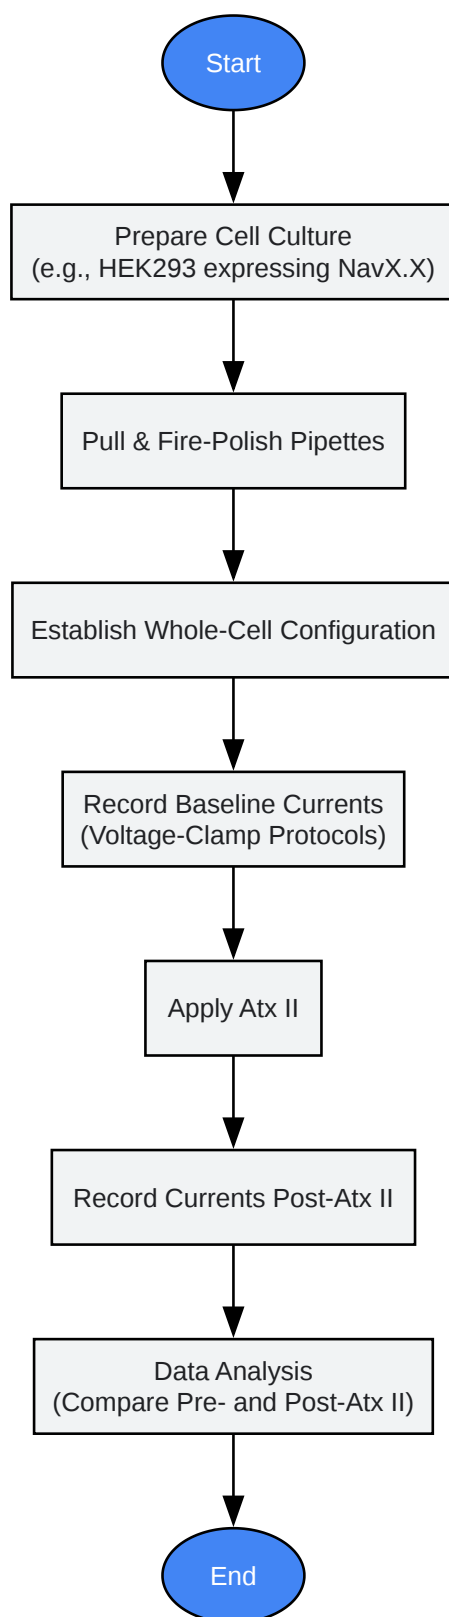 Start
Prepare Cell Culture
(e.g., HEK293 expressing NavX.X)
Pull & Fire-Polish Pipettes
Establish Whole-Cell Configuration
Record Baseline Currents
(Voltage-Clamp Protocols)
Apply Atx II
Record Currents Post-Atx II
Data Analysis
(Compare Pre- and Post-Atx II)
End